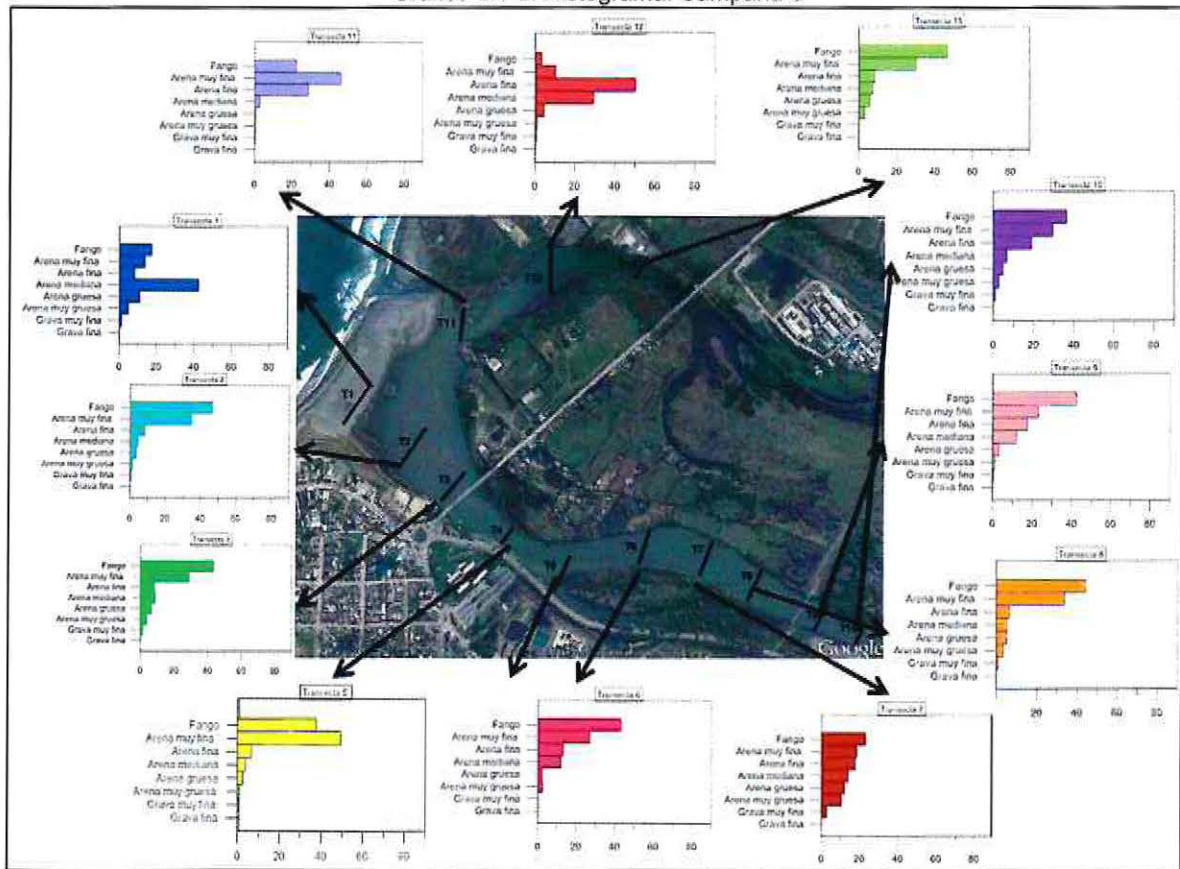 Transecta 11
Fango
Arena muy fina
Arena fina
Arena mediana
Arena gruesa
Arena muy gruesa
Grava muy fina
Grava fina
0 20 40 60 80
Transecta 12
Fango
Arena muy fina
Arena fina
Arena mediana
Arena gruesa
Arena muy gruesa
Grava muy fina
Grava fina
0 20 40 60 80
Transecta 13
Fango
Arena muy fina
Arena fina
Arena mediana
Arena gruesa
Arena muy gruesa
Grava muy fina
Grava fina
0 20 40 60 80
Transecta 1
Fango
Arena muy fina
Arena fina
Arena mediana
Arena gruesa
Arena muy gruesa
Grava muy fina
Grava fina
0 20 40 60 80
Transecta 10
Fango
Arena muy fina
Arena fina
Arena mediana
Arena gruesa
Arena muy gruesa
Grava muy fina
Grava fina
0 20 40 60 80
Transecta 2
Fango
Arena muy fina
Arena fina
Arena mediana
Arena gruesa
Arena muy gruesa
Grava muy fina
Grava fina
0 20 40 60 80
Transecta 9
Fango
Arena muy fina
Arena fina
Arena mediana
Arena gruesa
Arena muy gruesa
Grava muy fina
Grava fina
0 20 40 60 80
Transecta 3
Fango
Arena muy fina
Arena fina
Arena mediana
Arena gruesa
Arena muy gruesa
Grava muy fina
Grava fina
0 20 40 60 80
Transecta 8
Fango
Arena muy fina
Arena fina
Arena mediana
Arena gruesa
Arena muy gruesa
Grava muy fina
Grava fina
0 20 40 60 80
T11
T1
Google
Transecta 5
Fango
Arena muy fina
Arena fina
Arena mediana
Arena gruesa
Arena muy gruesa
Grava muy fina
Grava fina
0 20 40 60 80
Transecta 6
Fango
Arena muy fina
Arena fina
Arena mediana
Arena gruesa
Arena muy gruesa
Grava muy fina
Grava fina
0 20 40 60 80
Transecta 7
Fango
Arena muy fina
Arena fina
Arena mediana
Arena gruesa
Arena muy gruesa
Grava muy fina
Grava fina
0 20 40 60 80